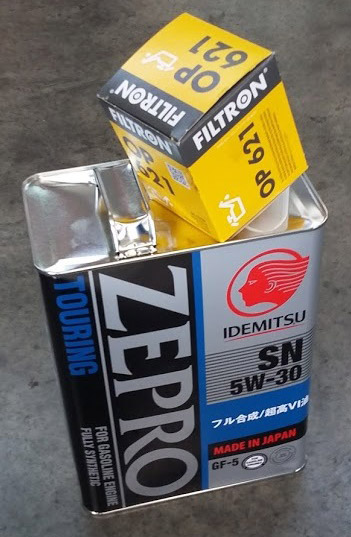 OP
621
FILTRON
FILTRON
OP
621
OP 621
TOURING
ZEPRO
FOR GASOLINE ENGINE
FULLY SYNTHETIC
IDEMITSU
SN
5W-30
フル合成/超高VI油
MADE IN JAPAN
GF-5